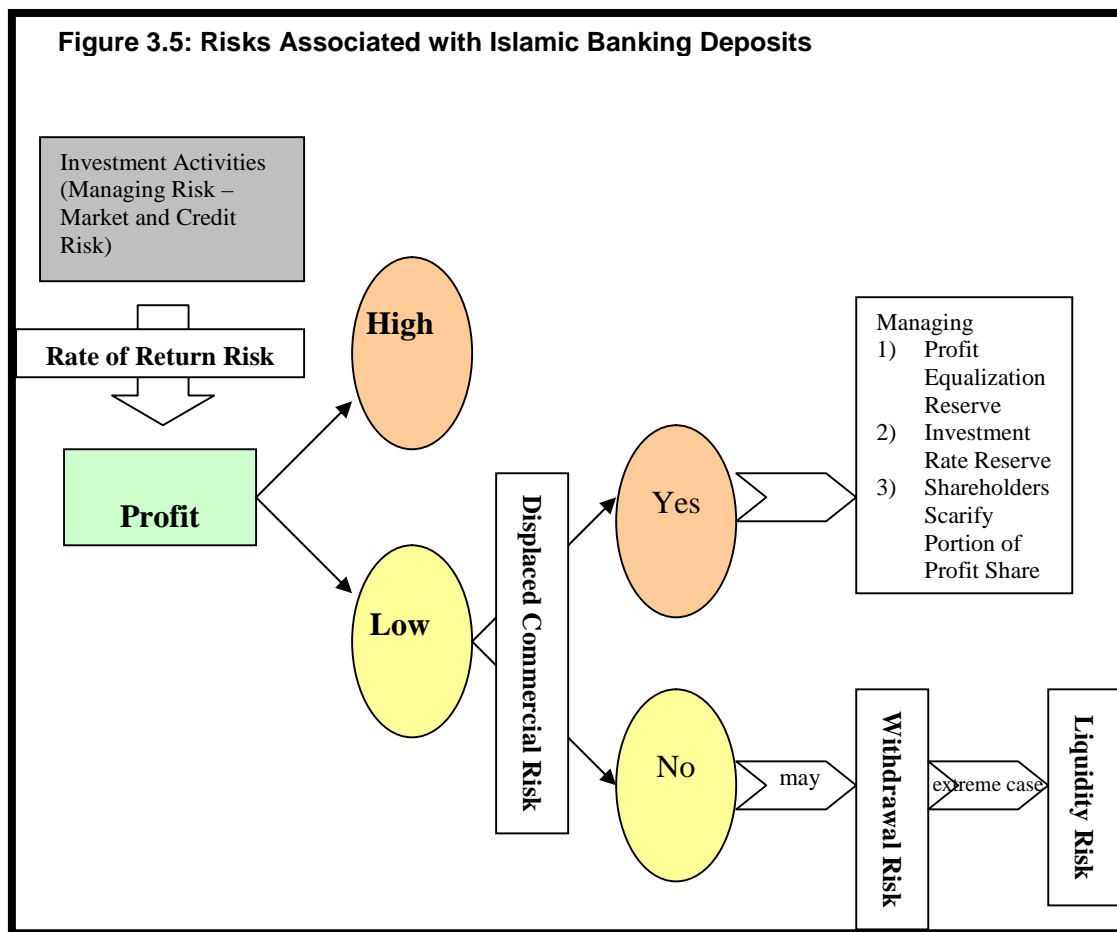 Figure 3.5: Risks Associated with Islamic Banking Deposits
Investment Activities
(Managing Risk –
Market and Credit
Risk)
Rate of Return Risk
Profit
High
Low
Displaced Commercial Risk
Yes
No
Managing
1) Profit
Equalization
Reserve
2) Investment
Rate Reserve
3) Shareholders
Scarify
Portion of
Profit Share
may
Withdrawal Risk
extreme case
Liquidity Risk